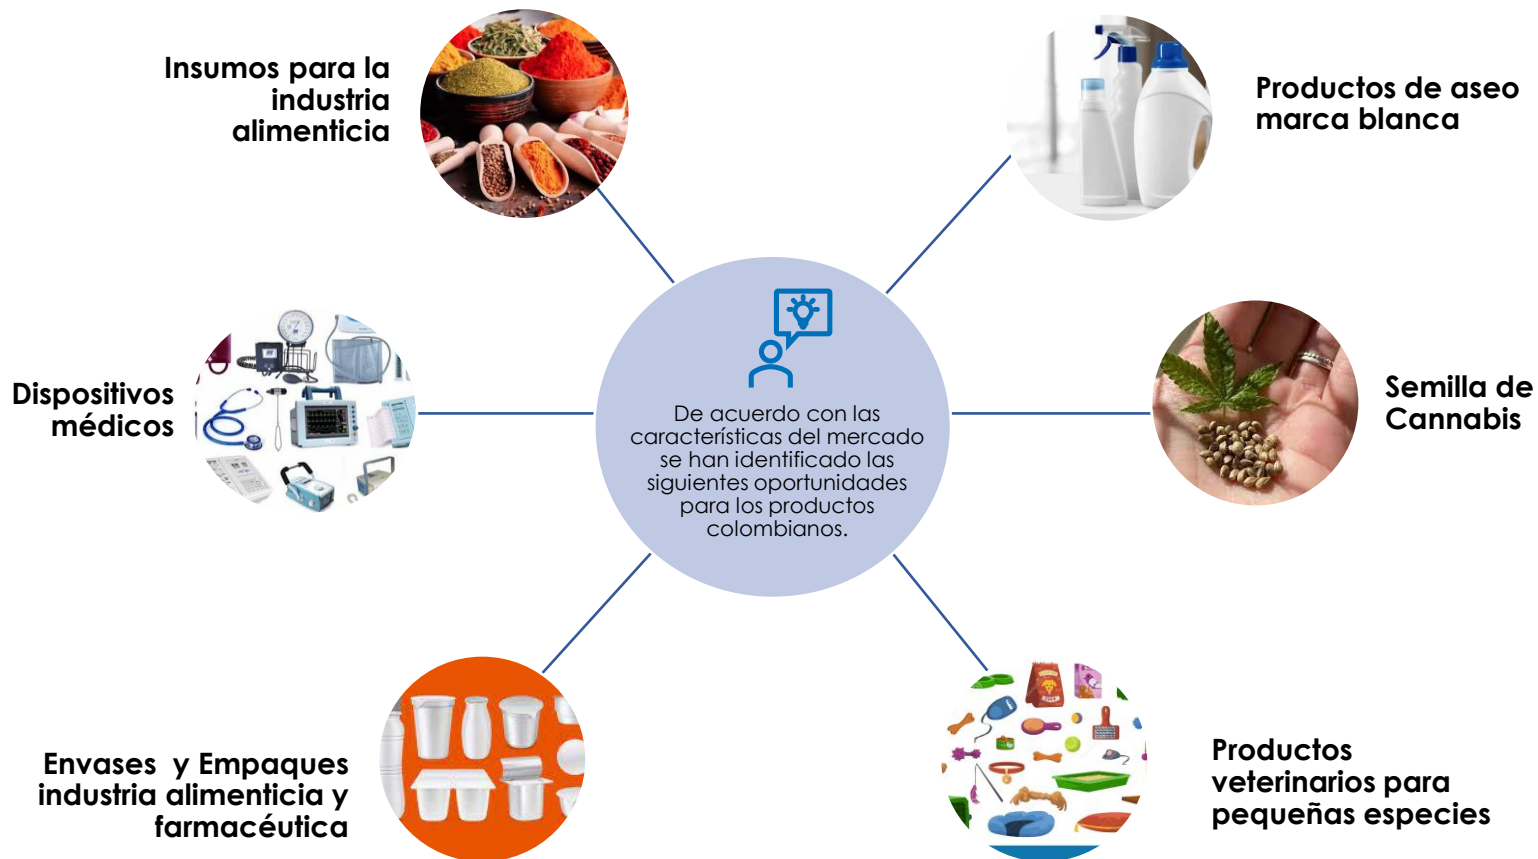 Insumos para la
industria
alimenticia
Productos de aseo
marca blanca
Dispositivos
médicos
De acuerdo con las
características del mercado
se han identificado las
siguientes oportunidades
para los productos
colombianos.
Semilla de
Cannabis
Envases y Empaques
industria alimenticia y
farmacéutica
Productos
veterinarios para
pequeñas especies